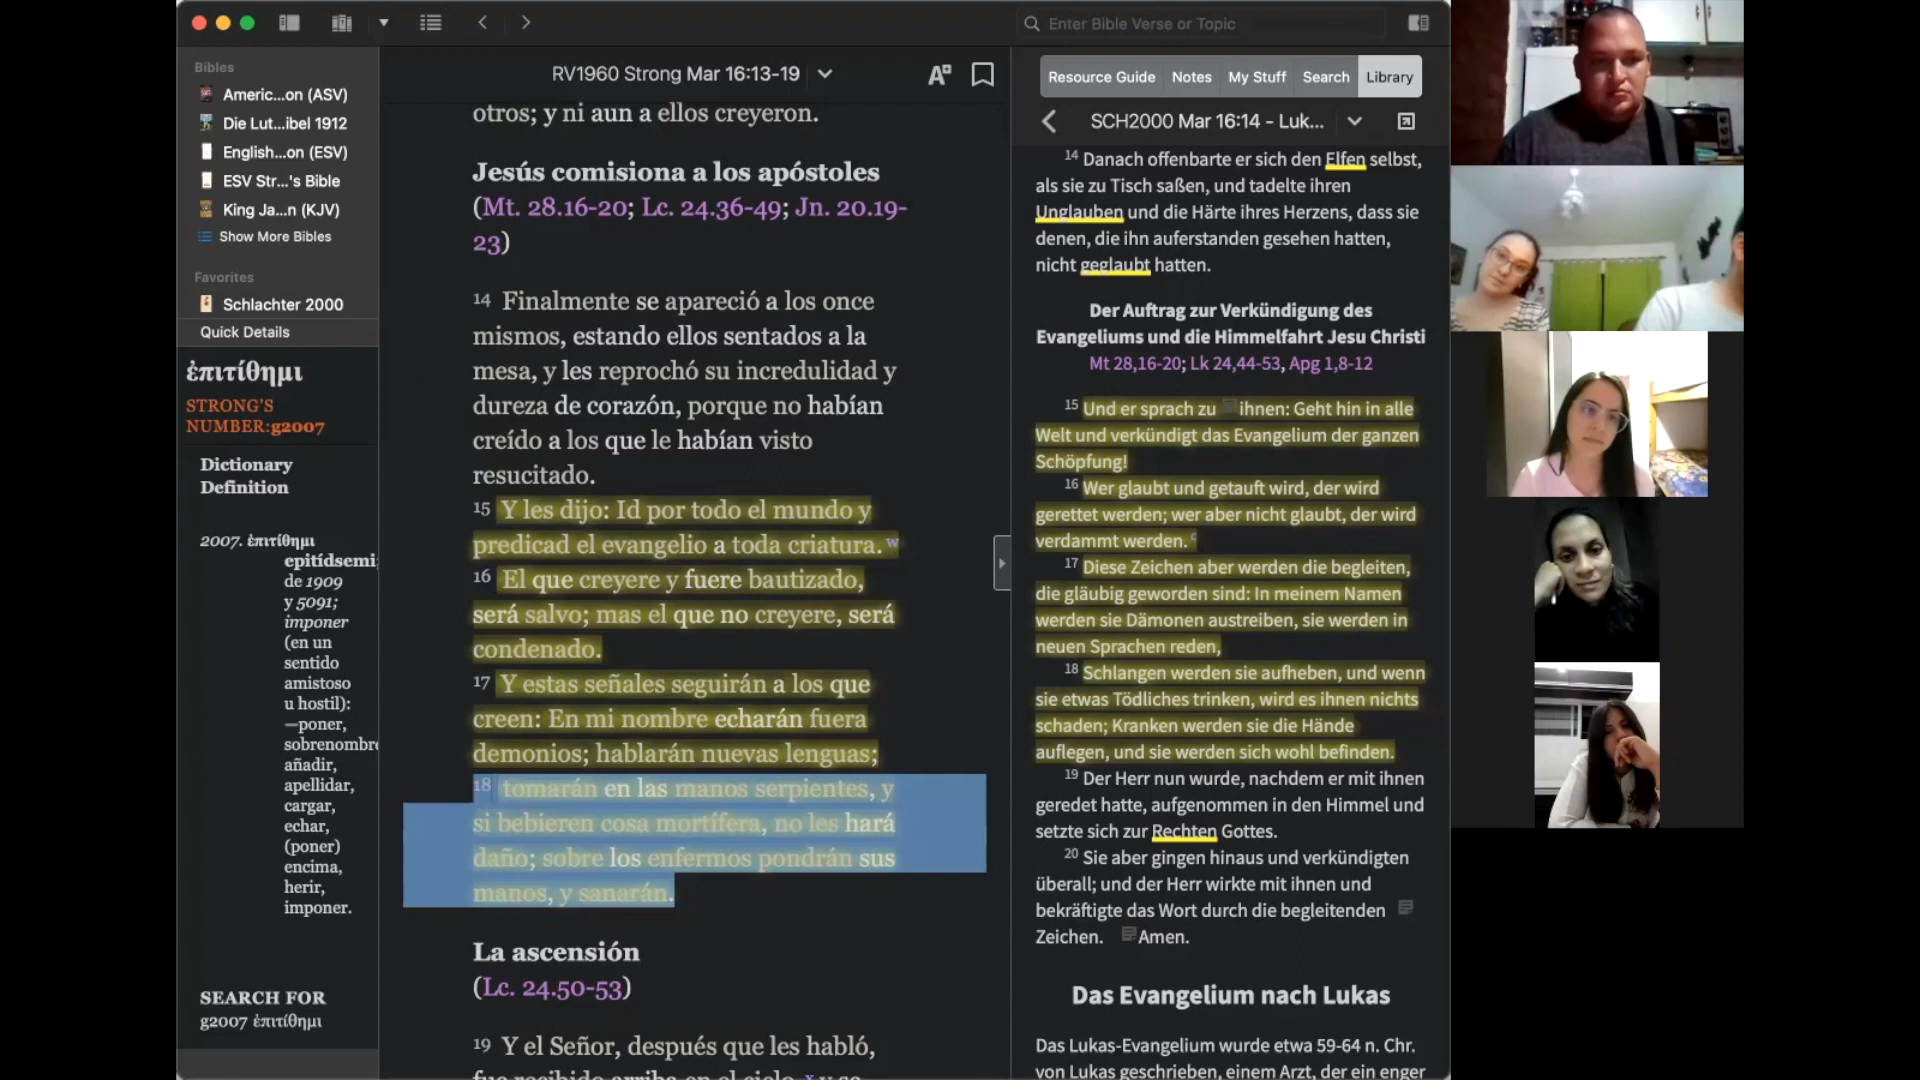 Enter Bible Verse or Topic
Bibles
Americ...on (ASV)
Die Lut...ibel 1912
English...on (ESV)
ESV Str...'s Bible
King Ja...n (KJV)
Show More Bibles
Favorites
Schlachter 2000
Quick Details
ἐπιτίθημι
STRONG'S
NUMBER:g2007
Dictionary
Definition
2007. ἐπιτίθημι
epitídsemi;
de 1909
y 5091;
imponer
(en un
sentido
amistoso
u hostil):
—poner,
sobrenombre
añadir,
apellidar,
cargar,
echar,
(poner)
encima,
herir,
imponer.
SEARCH FOR
g2007 ἐπιτίθημι
RV1960 Strong Mar 16:13-19
otros; y ni aun a ellos creyeron.
Jesús comisiona a los apóstoles
(Mt. 28.16-20; Lc. 24.36-49; Jn. 20.19-
23)
14 Finalmente se apareció a los once
mismos, estando ellos sentados a la
mesa, y les reprochó su incredulidad y
dureza de corazón, porque no habían
creído a los que le habían visto
resucitado.
15 Y les dijo: Id por todo el mundo y
predicad el evangelio a toda criatura. w
16 El que creyere y fuere bautizado,
será salvo; mas el que no creyere, será
condenado.
17 Y estas señales seguirán a los que
creen: En mi nombre echarán fuera
demonios; hablarán nuevas lenguas;
18 tomarán en las manos serpientes, y
si bebieren cosa mortífera, no les hará
daño; sobre los enfermos pondrán sus
manos, y sanarán.
La ascensión
(Lc. 24.50-53)
19 Y el Señor, después que les habló,
fue recibido arriba en el cielo, x y se
Resource Guide Notes My Stuff Search Library
SCH2000 Mar 16:14 - Luk...
14 Danach offenbarte er sich den Elfen selbst,
als sie zu Tisch saßen, und tadelte ihren
Unglauben und die Härte ihres Herzens, dass sie
denen, die ihn auferstanden gesehen hatten,
nicht geglaubt hatten.
Der Auftrag zur Verkündigung des
Evangeliums und die Himmelfahrt Jesu Christi
Mt 28,16-20; Lk 24,44-53, Apg 1,8-12
15 Und er sprach zu ihnen: Geht hin in alle
Welt und verkündigt das Evangelium der ganzen
Schöpfung!
16 Wer glaubt und getauft wird, der wird
gerettet werden; wer aber nicht glaubt, der wird
verdammt werden. c
17 Diese Zeichen aber werden die begleiten,
die gläubig geworden sind: In meinem Namen
werden sie Dämonen austreiben, sie werden in
neuen Sprachen reden,
18 Schlangen werden sie aufheben, und wenn
sie etwas Tödliches trinken, wird es ihnen nichts
schaden; Kranken werden sie die Hände
auflegen, und sie werden sich wohl befinden.
19 Der Herr nun wurde, nachdem er mit ihnen
geredet hatte, aufgenommen in den Himmel und
setzte sich zur Rechten Gottes.
20 Sie aber gingen hinaus und verkündigten
überall; und der Herr wirkte mit ihnen und
bekräftigte das Wort durch die begleitenden
Zeichen. Amen.
Das Evangelium nach Lukas
Das Lukas-Evangelium wurde etwa 59-64 n. Chr.
von Lukas geschrieben, einem Arzt, der ein enger